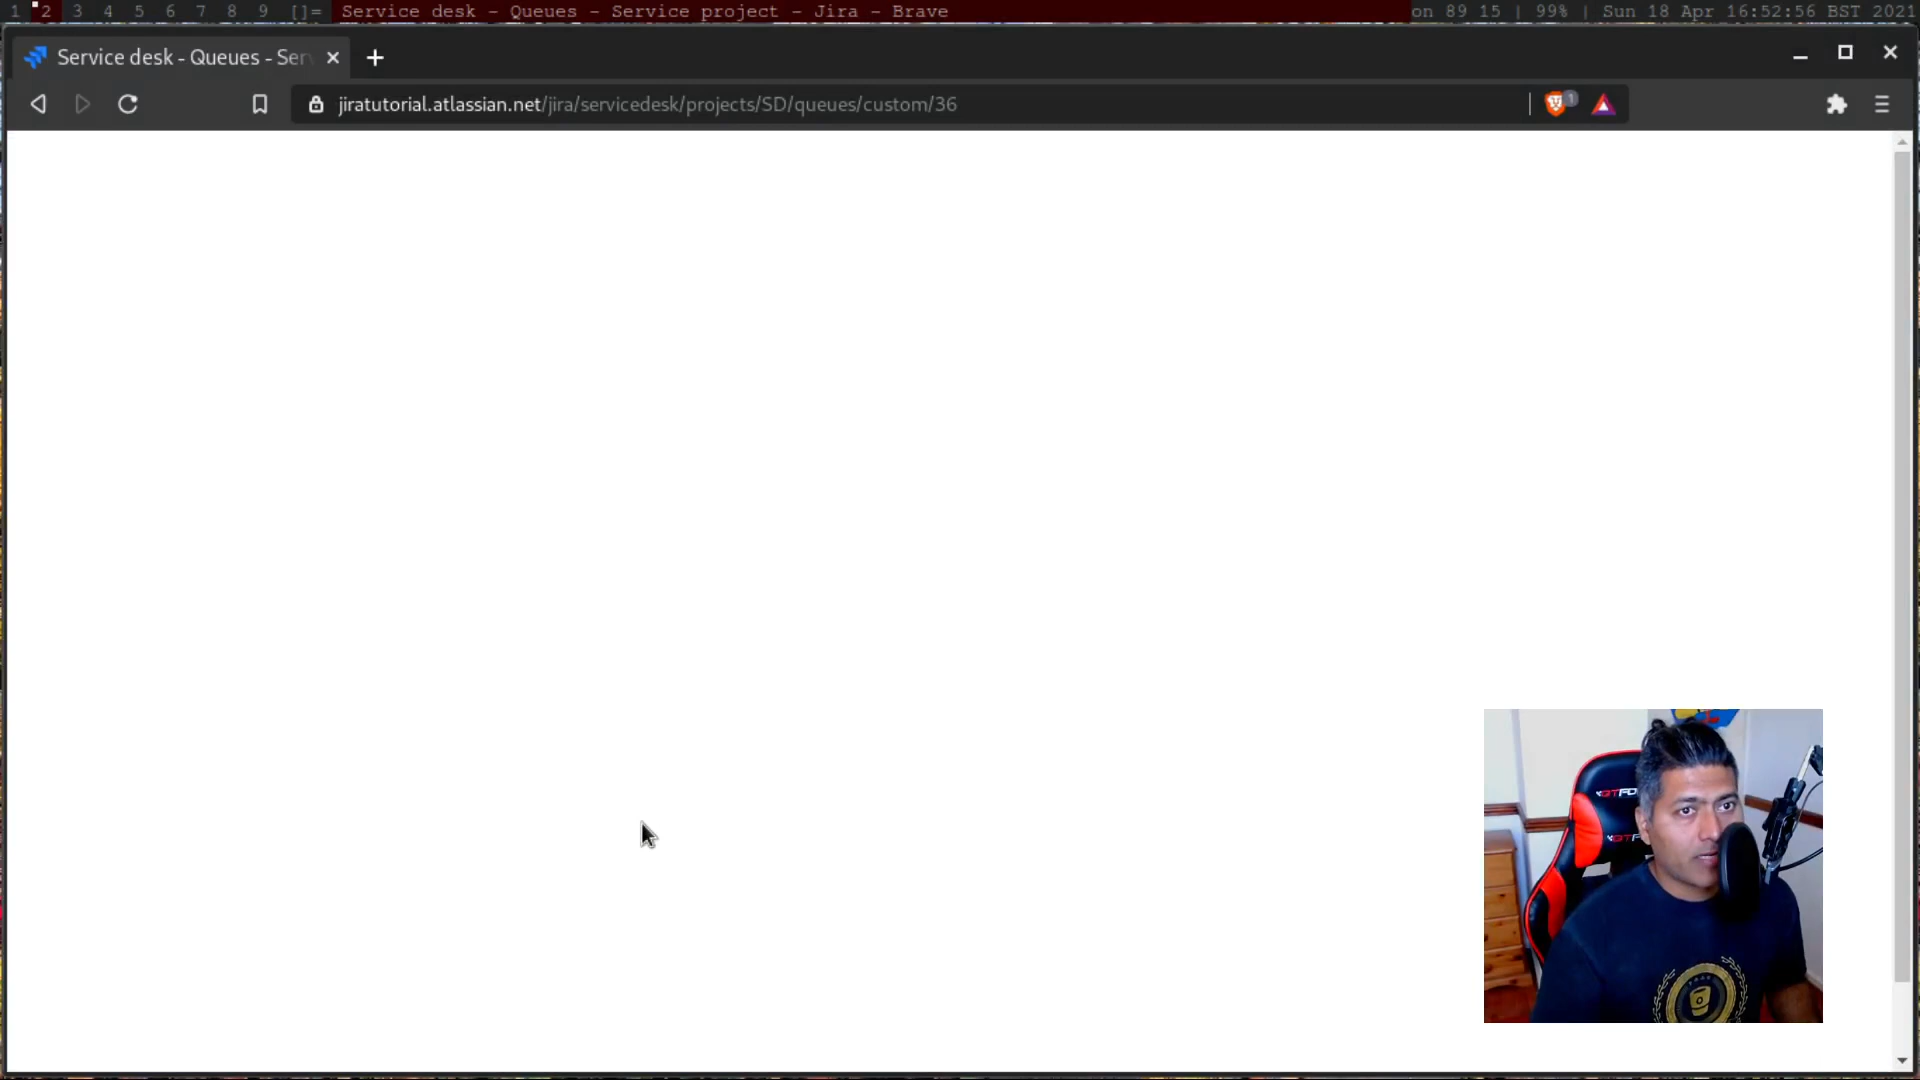 1 2 3 4 5 6 7 8 9 []= Service desk - Queues - Service project - Jira - Brave on 89 15 | 99% | Sun 18 Apr 16:52:56 BST 2021
Service desk - Queues - Ser
jiratutorial.atlassian.net/jira/servicedesk/projects/SD/queues/custom/36
1